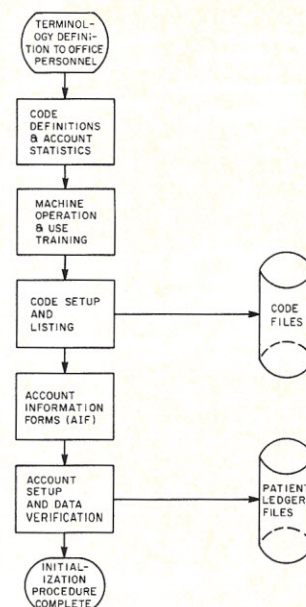 TERMINOL-
OGY DEFINI-
TION TO OFFICE
PERSONNEL
CODE
DEFINITIONS
& ACCOUNT
STATISTICS
MACHINE
OPERATION
& USE
TRAINING
CODE SETUP
AND
LISTING
CODE
FILES
ACCOUNT
INFORMATION
FORMS (AIF)
ACCOUNT
SETUP
AND DATA
VERIFICATION
PATIENT
LEDGER
FILES
INITIAL-
IZATION
PROCEDURE
COMPLETE